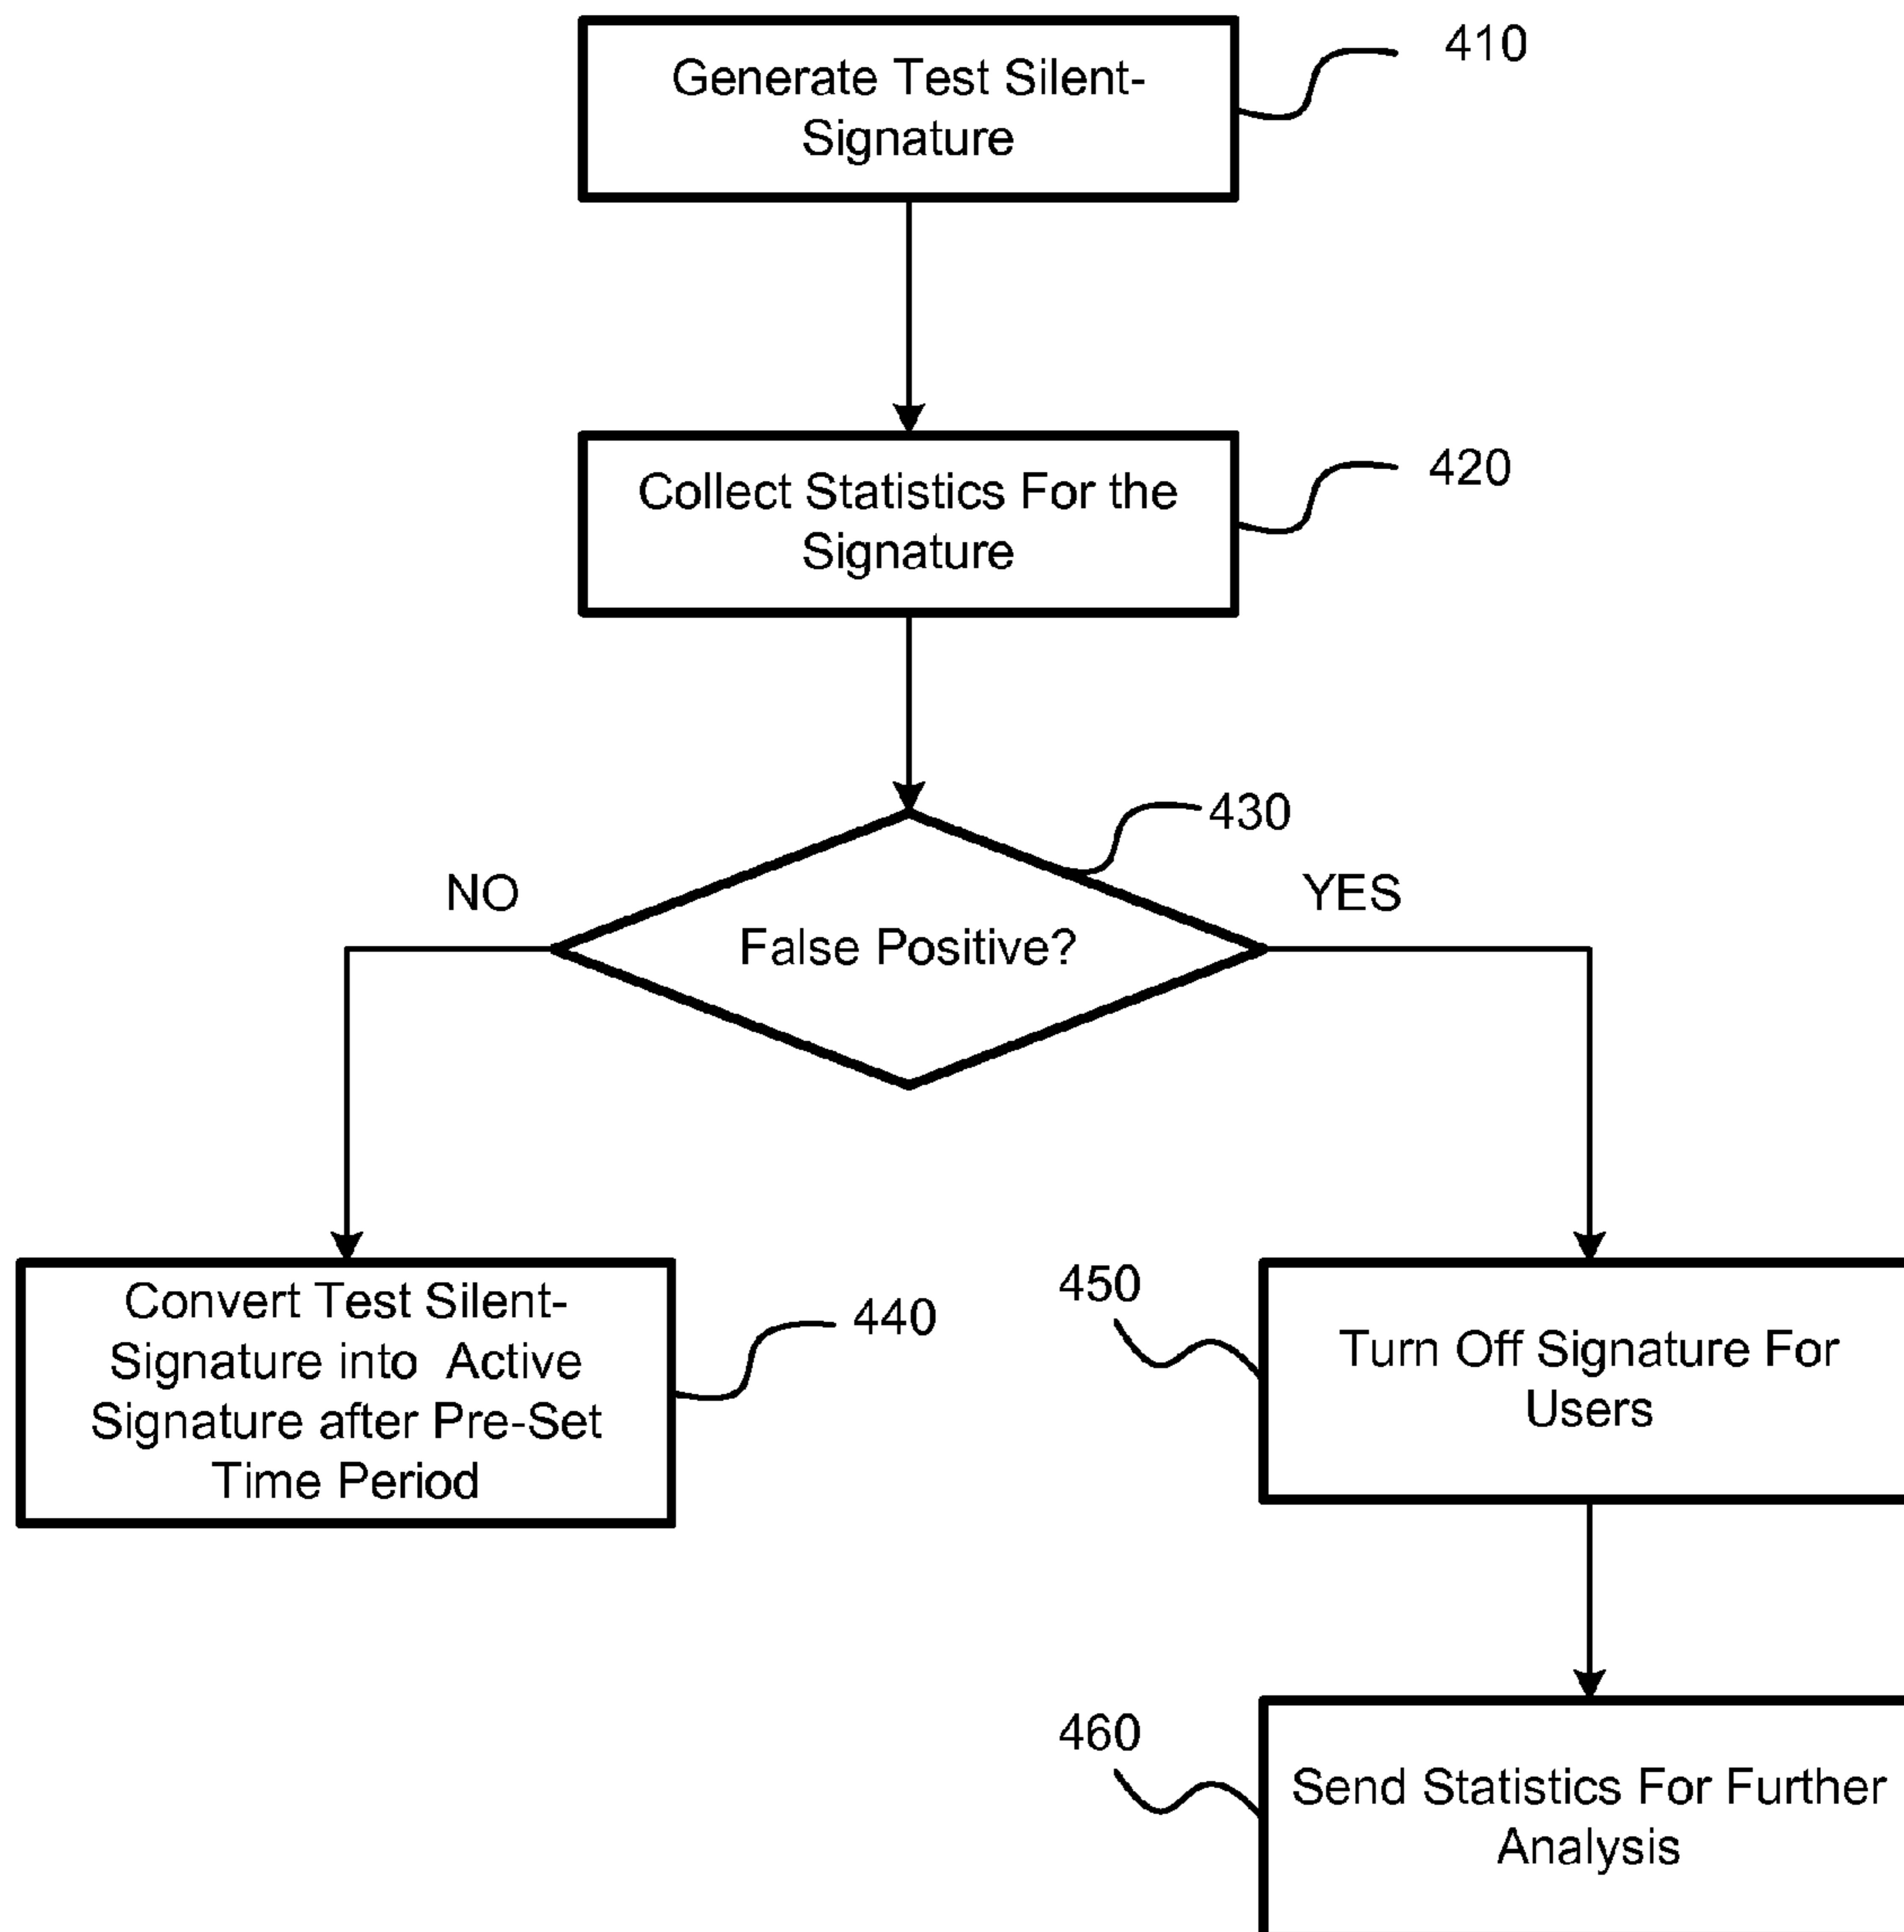 Generate Test Silent-
Signature
410
Collect Statistics For the
Signature
420
430
NO
False Positive?
YES
Convert Test Silent-
Signature into Active
Signature after Pre-Set
Time Period
440
450
Turn Off Signature For
Users
460
Send Statistics For Further
Analysis